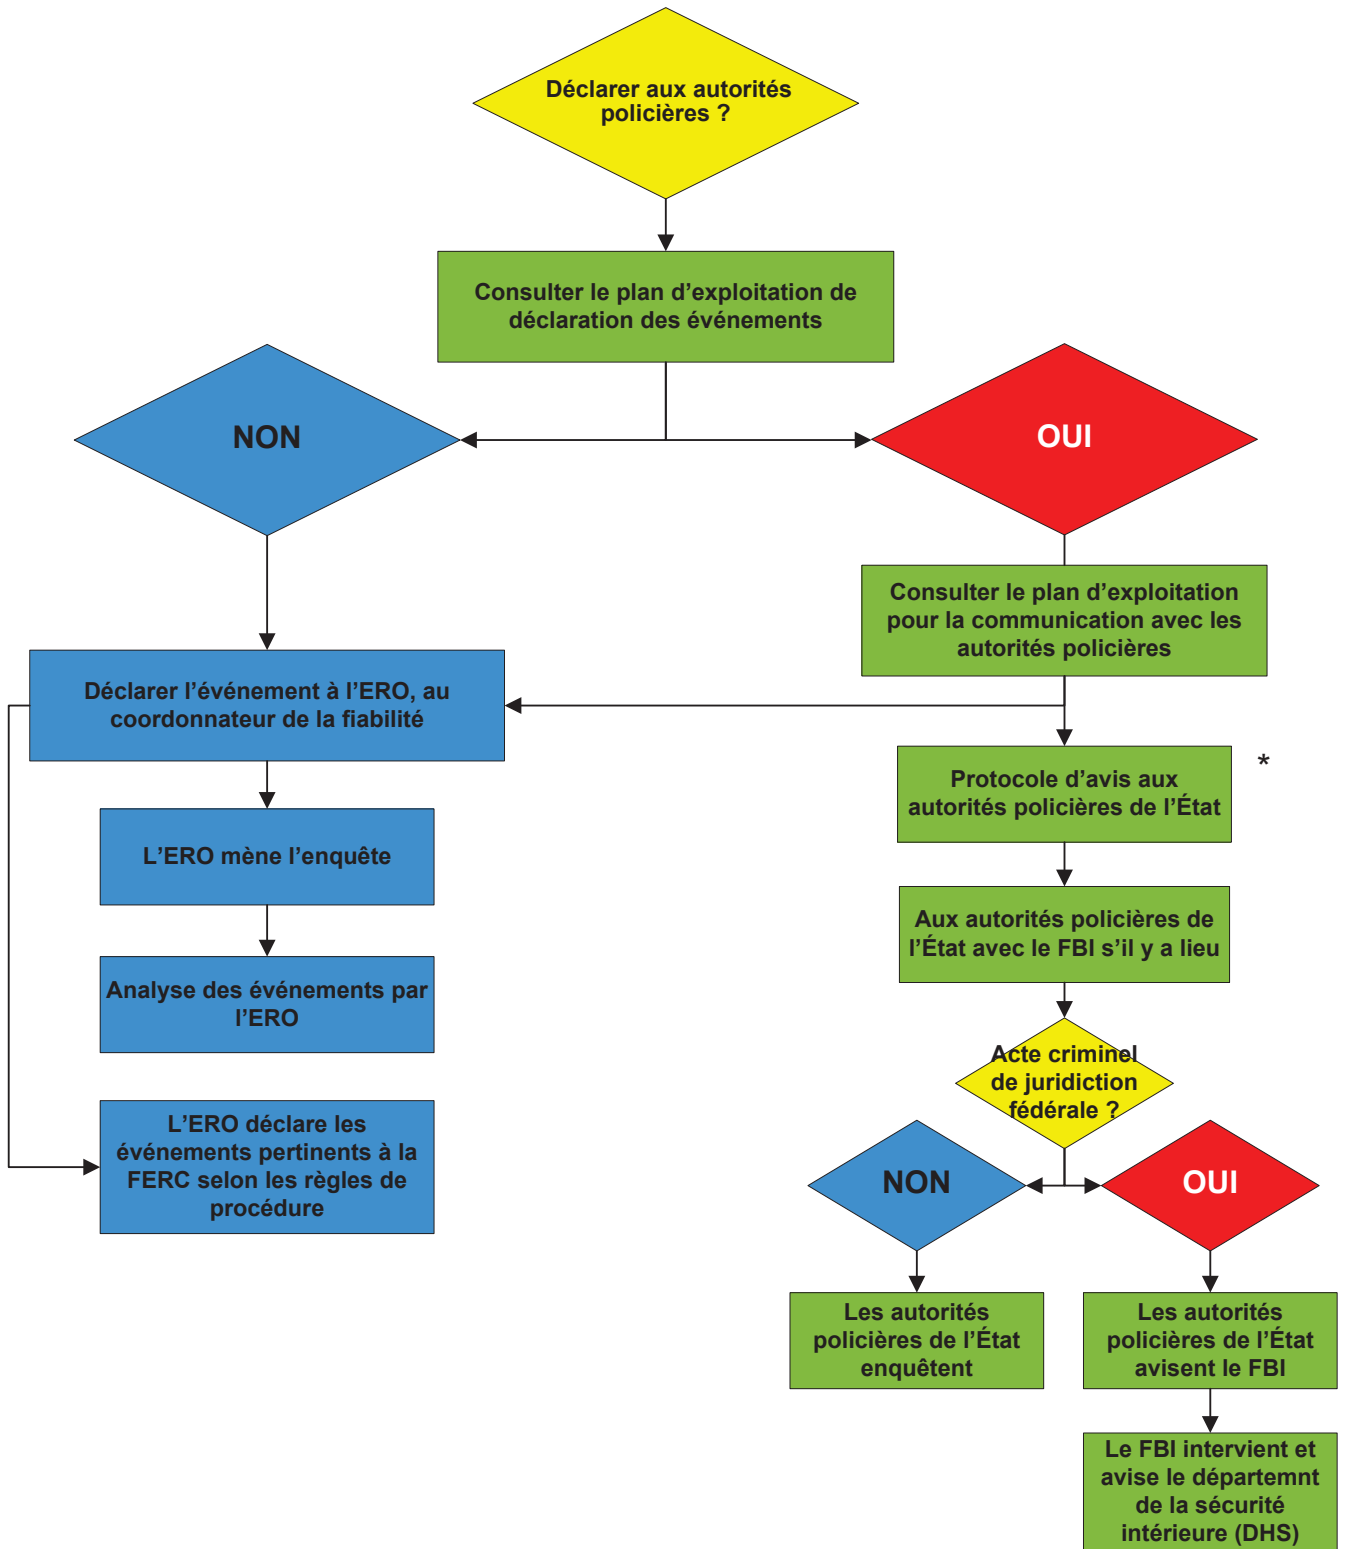 Déclarer aux autorités
policières ?
Consulter le plan d’exploitation de
déclaration des événements
NON
OUI
Consulter le plan d’exploitation
pour la communication avec les
autorités policières
Déclarer l’événement à l’ERO, au
coordonnateur de la fiabilité
Protocole d’avis aux
autorités policières de l’État
*
L’ERO mène l’enquête
Aux autorités policières de
l’État avec le FBI s’il y a lieu
Analyse des événements par
l’ERO
Acte criminel
de juridiction
fédérale ?
L’ERO déclare les
événements pertinents à la
FERC selon les règles de
procédure
NON
OUI
Les autorités
policières de l’État
enquêtent
Les autorités
policières de l’État
avisent le FBI
Le FBI intervient et
avise le départemnt
de la sécurité
intérieure (DHS)